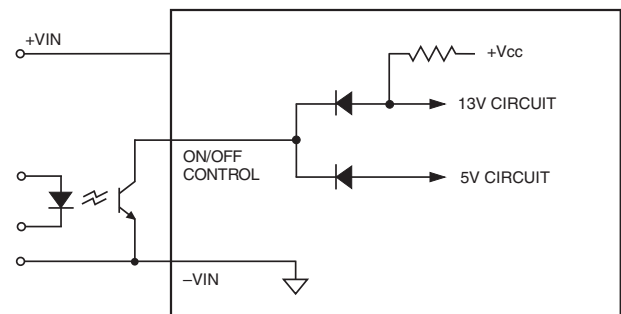 +VIN
+Vcc
13V CIRCUIT
ON/OFF
CONTROL
5V CIRCUIT
–VIN